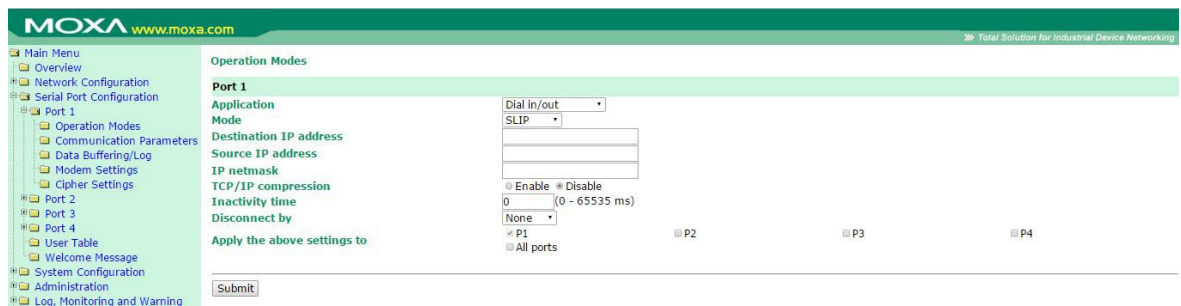 MOXA www.moxa.com
Total Solution for Industrial Device Networking
Main Menu
Overview
Network Configuration
Serial Port Configuration
Port 1
Operation Modes
Communication Parameters
Data Buffering/Log
Modem Settings
Cipher Settings
Port 2
Port 3
Port 4
User Table
Welcome Message
System Configuration
Administration
Log, Monitoring and Warning
Operation Modes
Port 1
Application Dial in/out
Mode SLIP
Destination IP address
Source IP address
IP netmask
TCP/IP compression Enable Disable
Inactivity time 0 (0 - 65535 ms)
Disconnect by None
Apply the above settings to P1 P2 P3 P4
All ports
Submit